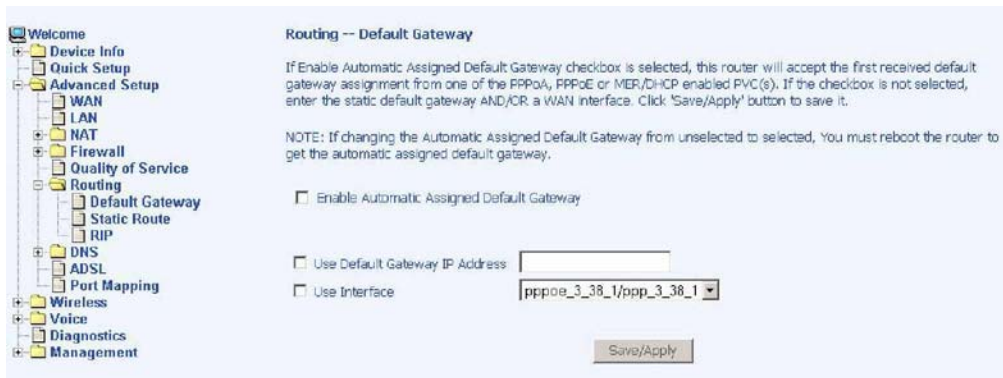 Welcome
Device Info
Quick Setup
Advanced Setup
WAN
LAN
NAT
Firewall
Quality of Service
Routing
Default Gateway
Static Route
RIP
DNS
ADSL
Port Mapping
Wireless
Voice
Diagnostics
Management
Routing -- Default Gateway
If Enable Automatic Assigned Default Gateway checkbox is selected, this router will accept the first received default
gateway assignment from one of the PPPoA, PPPoE or MER/DHCP enabled PVC(s). If the checkbox is not selected,
enter the static default gateway AND/OR a WAN interface. Click 'Save/Apply' button to save it.
NOTE: If changing the Automatic Assigned Default Gateway from unselected to selected, You must reboot the router to
get the automatic assigned default gateway.
Enable Automatic Assigned Default Gateway
Use Default Gateway IP Address
Use Interface pppoe_3_38_1/ppp_3_38_1
Save/Apply